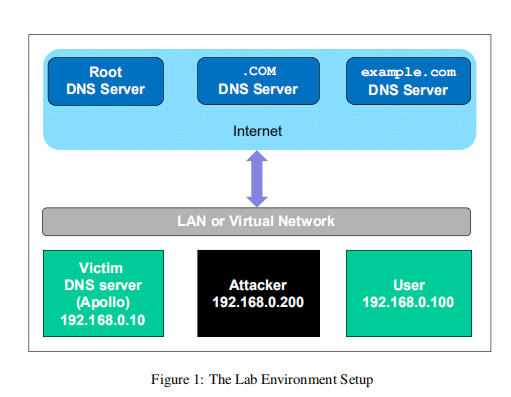 Root
DNS Server
.COM
DNS Server
example.com
DNS Server
Internet
LAN or Virtual Network
Victim
DNS server
(Apollo)
192.168.0.10
Attacker
192.168.0.200
User
192.168.0.100
Figure 1: The Lab Environment Setup